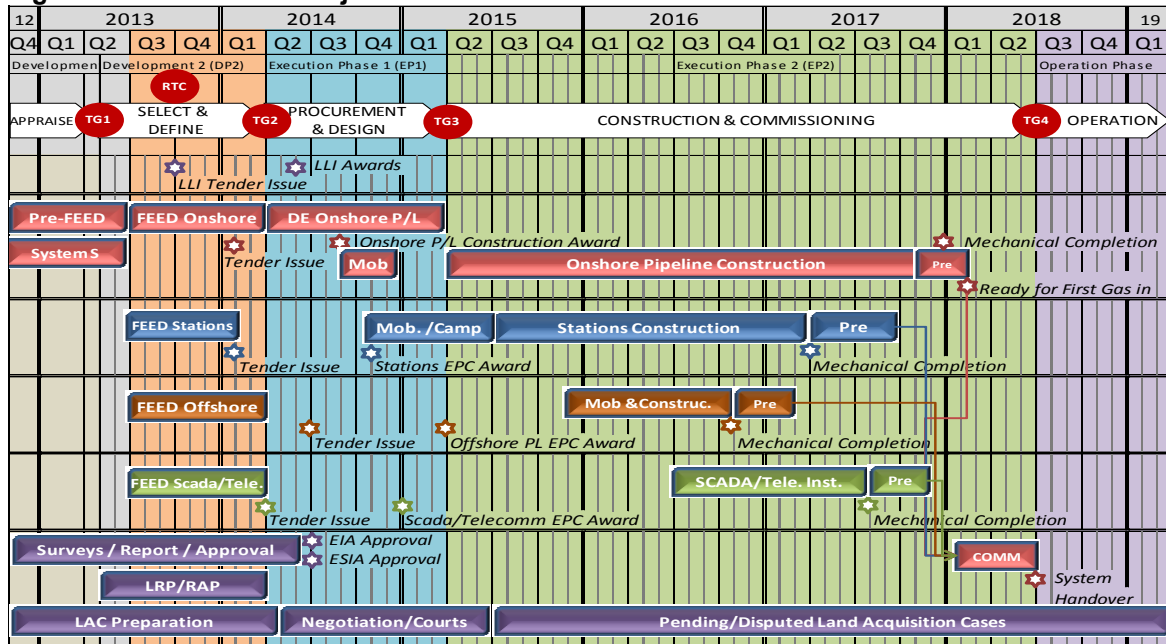 12 2013 2014 2015 2016 2017 2018 19
Q4 Q1 Q2 Q3 Q4 Q1 Q2 Q3 Q4 Q1 Q2 Q3 Q4 Q1 Q2 Q3 Q4 Q1 Q2 Q3 Q4 Q1 Q2 Q3 Q4 Q1
Developmen Development 2 (DP2) Execution Phase 1 (EP1) Execution Phase 2 (EP2) Operation Phase
RTC
APPRAISE TG1 SELECT & DEFINE TG2 PROCUREMENT & DESIGN TG3 CONSTRUCTION & COMMISSIONING TG4 OPERATION
LLI Awards
LLI Tender Issue
Pre-FEED FEED Onshore DE Onshore P/L
Onshore P/L Construction Award Mechanical Completion
System S Tender Issue Mob Onshore Pipeline Construction Pre
Ready for First Gas in
FEED Stations Mob. /Camp Stations Construction Pre
Tender Issue Stations EPC Award Mechanical Completion
FEED Offshore Mob &Construc. Pre
Tender Issue Offshore PL EPC Award Mechanical Completion
FEED Scada/Tele. SCADA/Tele. Inst. Pre
Tender Issue Scada/Telecomm EPC Award Mechanical Completion
EIA Approval
Surveys / Report / Approval
ESIA Approval COMM
LRP/RAP System
Handover
LAC Preparation Negotiation/Courts Pending/Disputed Land Acquisition Cases